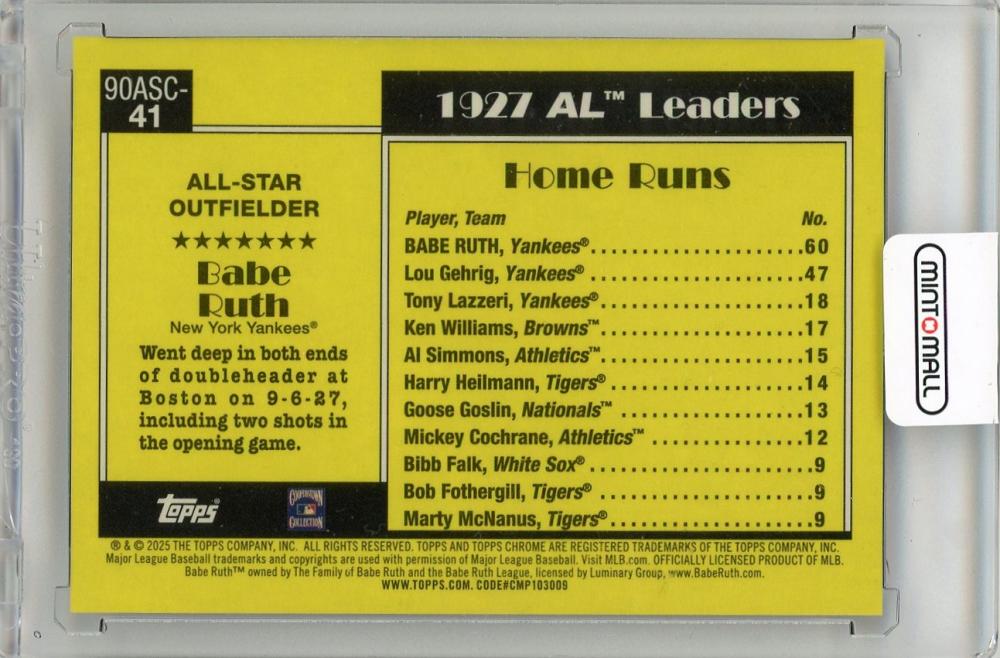 90ASC-
41
ALL-STAR
OUTFIELDER
★★★★★★★
Babe
Ruth
New York Yankees®
Went deep in both ends
of doubleheader at
Boston on 9-6-27,
including two shots in
the opening game.
TOPPS®
COOPERSTOWN
COLLECTION
1927 AL™ Leaders
Home Runs
Player, Team No.
BABE RUTH, Yankees® 60
Lou Gehrig, Yankees® 47
Tony Lazzeri, Yankees® 18
Ken Williams, Browns™ 17
Al Simmons, Athletics™ 15
Harry Heilmann, Tigers® 14
Goose Goslin, Nationals™ 13
Mickey Cochrane, Athletics™ 12
Bibb Falk, White Sox® 9
Bob Fothergill, Tigers® 9
Marty McManus, Tigers® 9
® & © 2025 THE TOPPS COMPANY, INC. ALL RIGHTS RESERVED. TOPPS AND TOPPS CHROME ARE REGISTERED TRADEMARKS OF THE TOPPS COMPANY, INC.
Major League Baseball trademarks and copyrights are used with permission of Major League Baseball. Visit MLB.com. OFFICIALLY LICENSED PRODUCT OF MLB.
Babe Ruth™ owned by The Family of Babe Ruth and the Babe Ruth League, licensed by Luminary Group, www.BabeRuth.com.
WWW.TOPPS.COM. CODE#CMP103009
MINT MALL